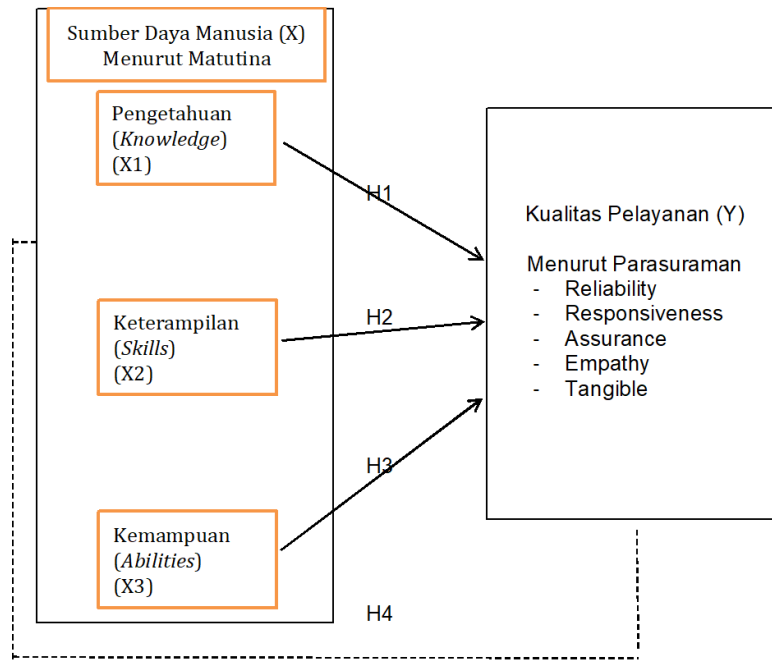 Sumber Daya Manusia (X)
Menurut Matutina
Pengetahuan
(Knowledge)
(X1)
H1
Kualitas Pelayanan (Y)
Menurut Parasuraman
- Reliability
- Responsiveness
- Assurance
- Empathy
- Tangible
Keterampilan
(Skills)
(X2)
H2
H3
Kemampuan
(Abilities)
(X3)
H4